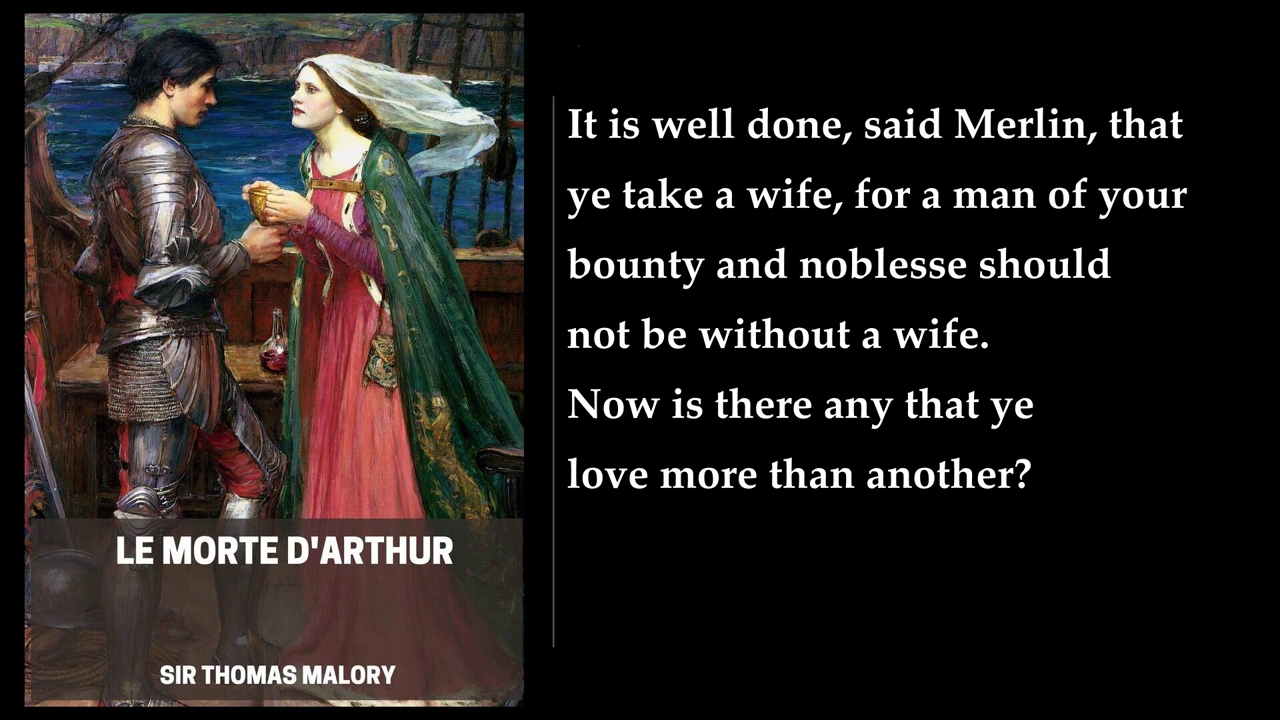 LE MORTE D'ARTHUR
SIR THOMAS MALORY
It is well done, said Merlin, that
ye take a wife, for a man of your
bounty and noblesse should
not be without a wife.
Now is there any that ye
love more than another?